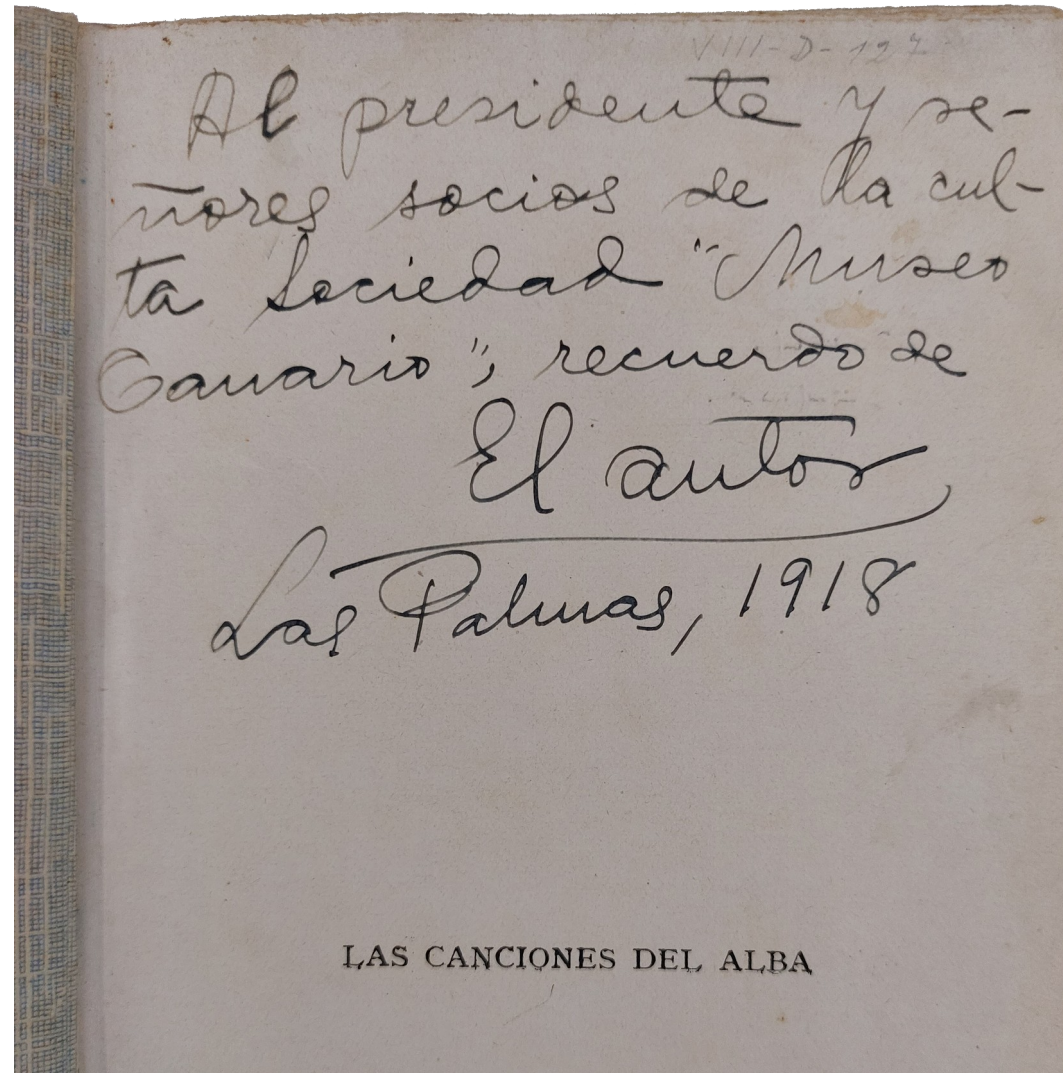 VIII-D-127
Al presidente y se-
ñores socios de la cul-
ta Sociedad "Museo
Canario", recuerdo de
El autor
Las Palmas, 1918
LAS CANCIONES DEL ALBA